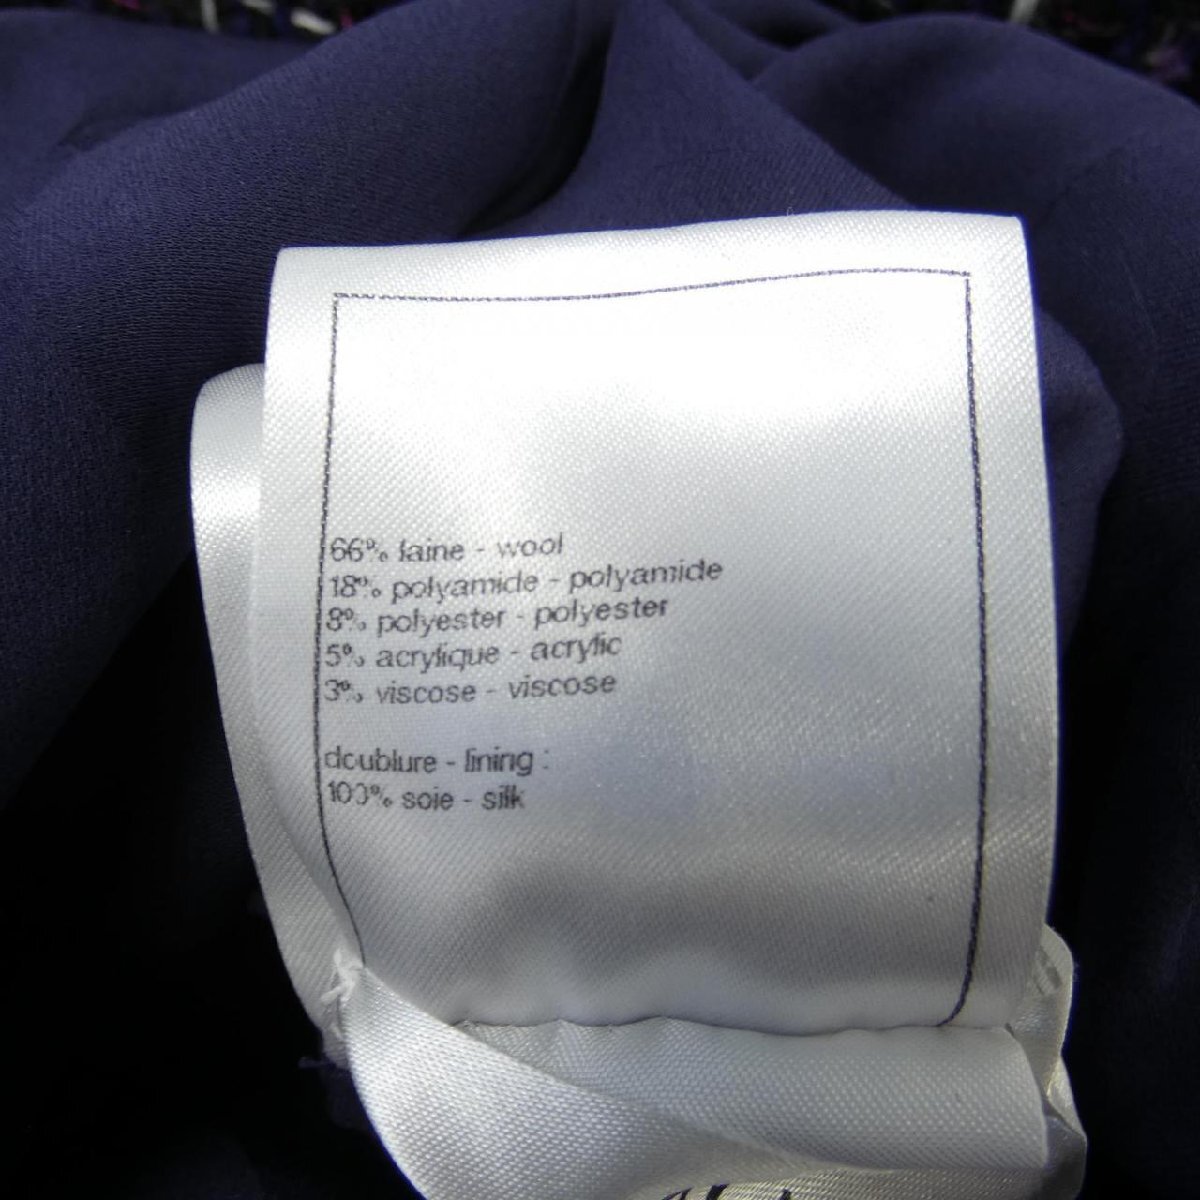 66% laine - wool
18% polyamide - polyamide
8% polyester - polyester
5% acrylique - acrylic
3% viscose - viscose
doublure - lining :
100% soie - silk